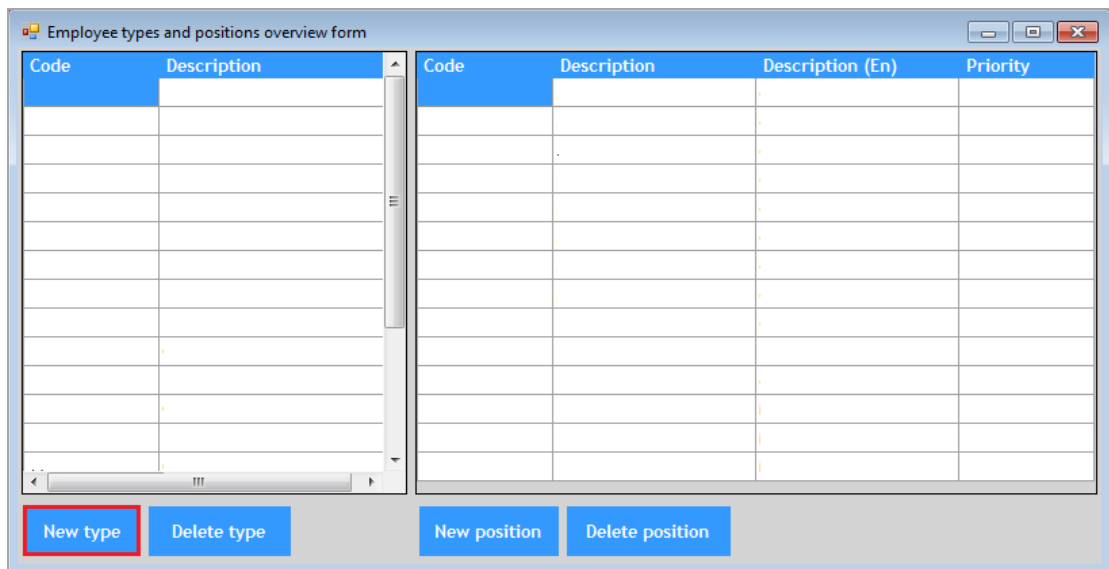 Employee types and positions overview form
Code Description
Code Description Description (En) Priority
New type Delete type New position Delete position